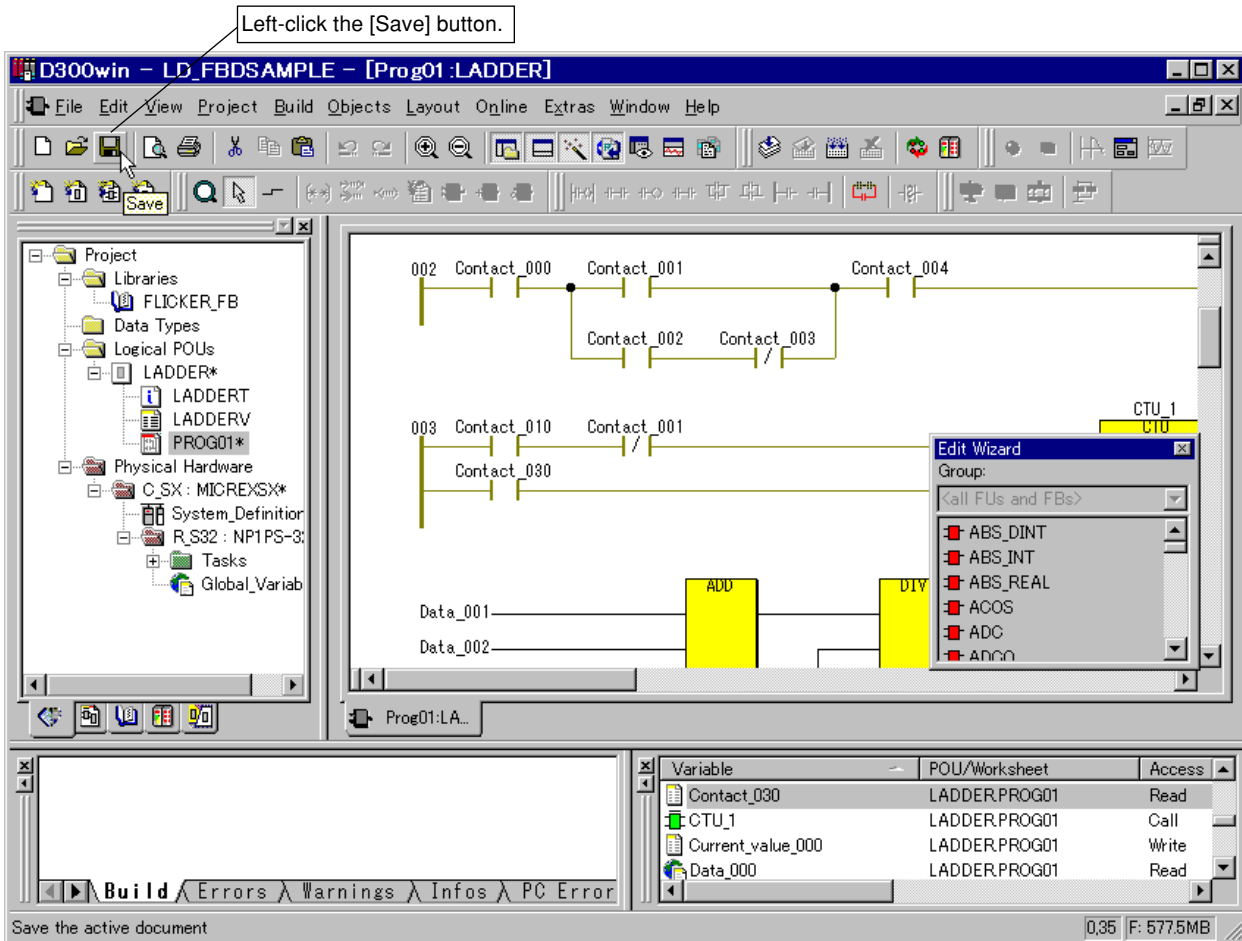 Left-click the [Save] button.
D300win - LD_FBDSAMPLE - [Prog01:LADDER]
File Edit View Project Build Objects Layout Online Extras Window Help
Save
Project
Libraries
FLICKER_FB
Data Types
Logical POUs
LADDER*
LADDERT
LADDERV
PROG01*
Physical Hardware
C_SX : MICREXSX*
System_Definition
R_S32 : NP1PS-3
Tasks
Global_Variab
002 Contact_000 Contact_001 Contact_004
Contact_002 Contact_003
CTU_1
CTU
003 Contact_010 Contact_001
Contact_030
ADD DIV
Data_001
Data_002
Edit Wizard
Group:
<all FUs and FBs>
ABS_DINT
ABS_INT
ABS_REAL
ACOS
ADC
Prog01:LA...
Build Errors Warnings Infos PC Error
Variable POU/Worksheet Access
Contact_030 LADDER.PROG01 Read
CTU_1 LADDER.PROG01 Call
Current_value_000 LADDER.PROG01 Write
Data_000 LADDER.PROG01 Read
Save the active document
0,35 F: 577.5MB